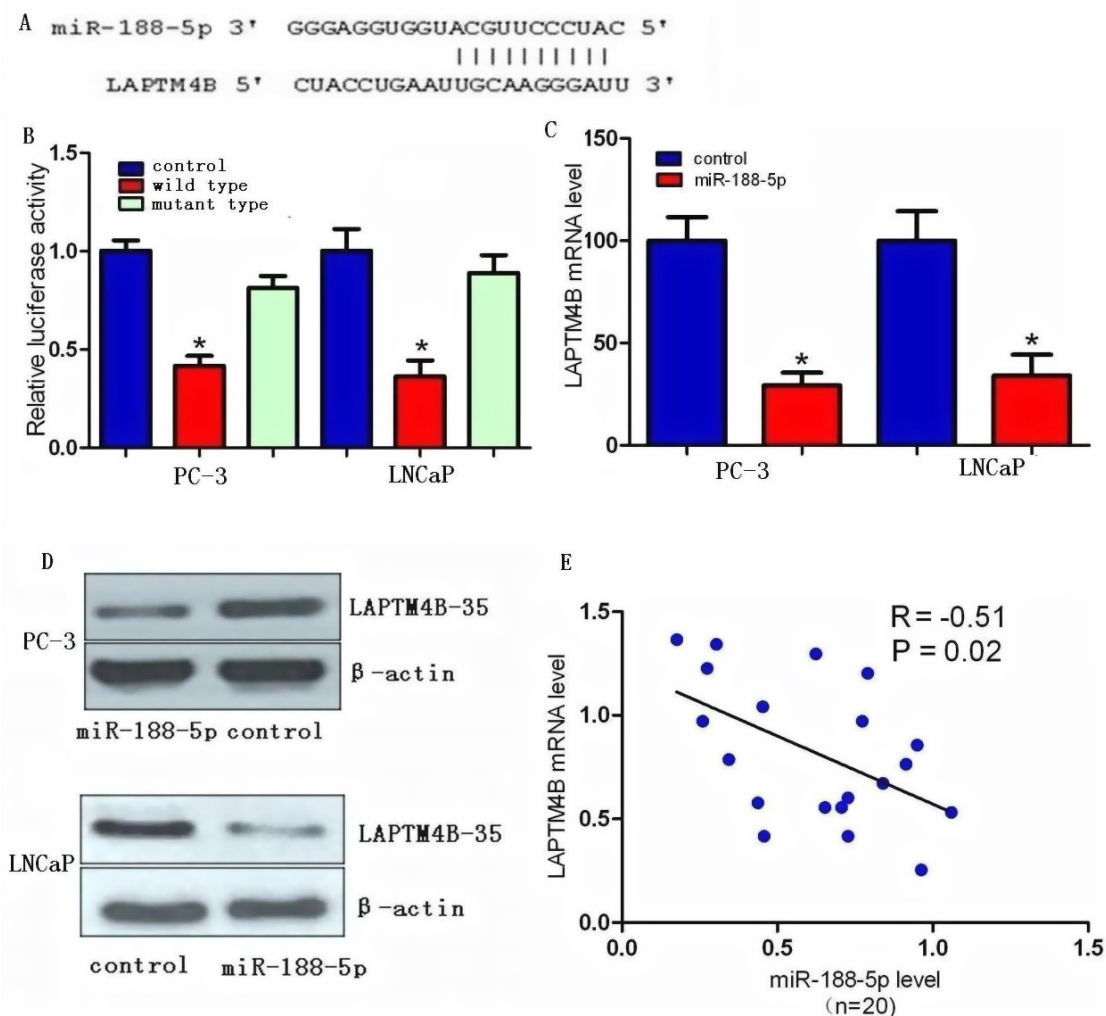 A
miR-188-5p 3' GGGAGGUGGUACGUUCCCUAC 5'
LAPTM4B 5' CUACCUGAAUUGCAAGGGAUU 3'
B
Relative luciferase activity
1.5
1.0
0.5
0.0
control
wild type
mutant type
*
*
PC-3
LNCaP
C
LAPTM4B mRNA level
150
100
50
0
control
miR-188-5p
*
*
PC-3
LNCaP
D
PC-3
LAPTM4B-35
β-actin
miR-188-5p control
LNCaP
LAPTM4B-35
β-actin
control miR-188-5p
E
LAPTM4B mRNA level
1.5
1.0
0.5
0.0
R = -0.51
P = 0.02
0.0 0.5 1.0 1.5
miR-188-5p level
(n=20)